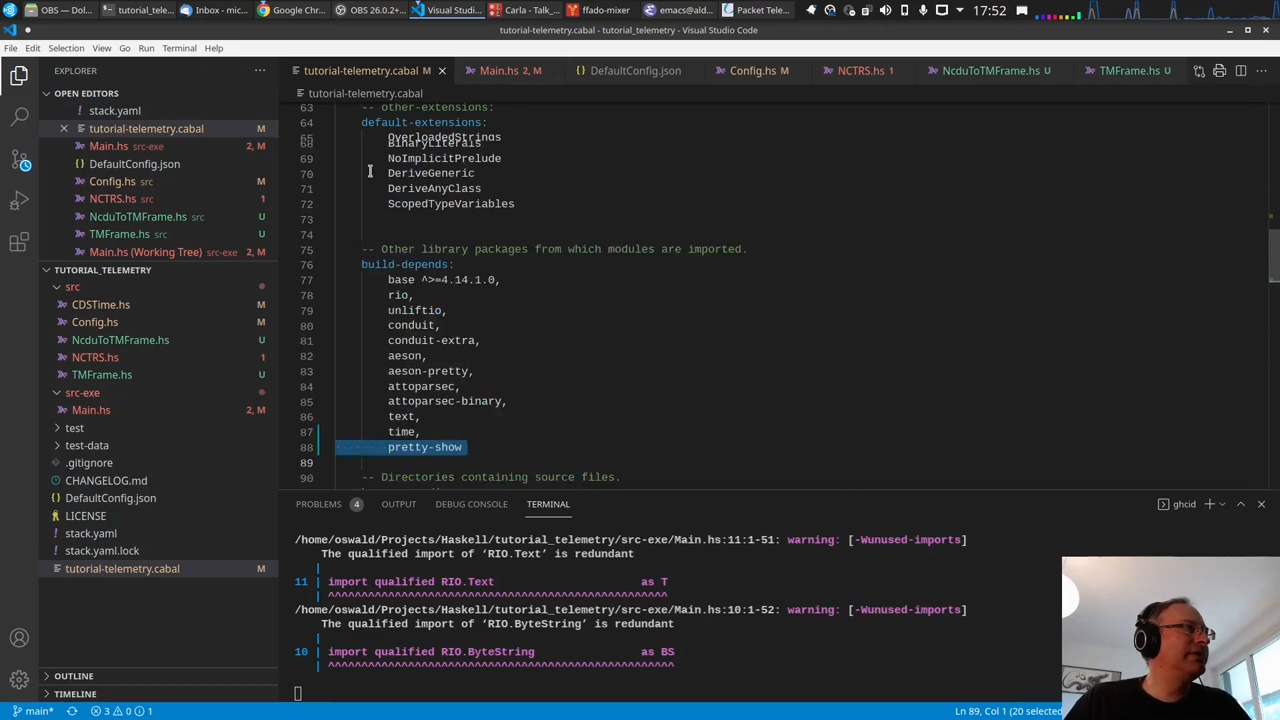 OBS — Dol...
tutorial_tele...
Thunar
Inbox - mic...
Google Chr...
OBS 26.0.2+...
Visual Studi...
Carla - Talk_...
ffado-mixer
emacs@ald...
Packet Tele...
17:52
tutorial-telemetry.cabal - tutorial_telemetry - Visual Studio Code
File Edit Selection View Go Run Terminal Help
EXPLORER
tutorial-telemetry.cabal M
Main.hs 2, M
DefaultConfig.json
Config.hs M
NCTRS.hs 1
NcduToTMFrame.hs U
TMFrame.hs U
OPEN EDITORS
stack.yaml
tutorial-telemetry.cabal M
Main.hs src-exe 2, M
DefaultConfig.json
Config.hs src M
NCTRS.hs src 1
NcduToTMFrame.hs src U
TMFrame.hs src U
Main.hs (Working Tree) src-exe 2, M
TUTORIAL_TELEMETRY
src
CDSTime.hs M
Config.hs M
NcduToTMFrame.hs U
NCTRS.hs 1
TMFrame.hs U
src-exe
Main.hs 2, M
test
test-data
.gitignore
CHANGELOG.md M
DefaultConfig.json
LICENSE
stack.yaml
stack.yaml.lock
tutorial-telemetry.cabal M
OUTLINE
TIMELINE
tutorial-telemetry.cabal
63 -- other-extensions:
64 default-extensions:
65 OverloadedStrings
68 BinaryLiterals
69 NoImplicitPrelude
70 DeriveGeneric
71 DeriveAnyClass
72 ScopedTypeVariables
73
74
75 -- Other library packages from which modules are imported.
76 build-depends:
77 base ^>=4.14.1.0,
78 rio,
79 unliftio,
80 conduit,
81 conduit-extra,
82 aeson,
83 aeson-pretty,
84 attoparsec,
85 attoparsec-binary,
86 text,
87 time,
88 pretty-show
89
90 -- Directories containing source files.
PROBLEMS 4 OUTPUT DEBUG CONSOLE TERMINAL
ghcid
/home/oswald/Projects/Haskell/tutorial_telemetry/src-exe/Main.hs:11:1-51: warning: [-Wunused-imports]
The qualified import of ‘RIO.Text’ is redundant
|
11 | import qualified RIO.Text as T
| ^^^^^^^^^^^^^^^^^^^^^^^^^^^^^^^^^^^^^^^^^^^^^^^^^^^
/home/oswald/Projects/Haskell/tutorial_telemetry/src-exe/Main.hs:10:1-52: warning: [-Wunused-imports]
The qualified import of ‘RIO.ByteString’ is redundant
|
10 | import qualified RIO.ByteString as BS
| ^^^^^^^^^^^^^^^^^^^^^^^^^^^^^^^^^^^^^^^^^^^^^^^^^^^^
main* 3 0 1
Ln 89, Col 1 (20 selected)